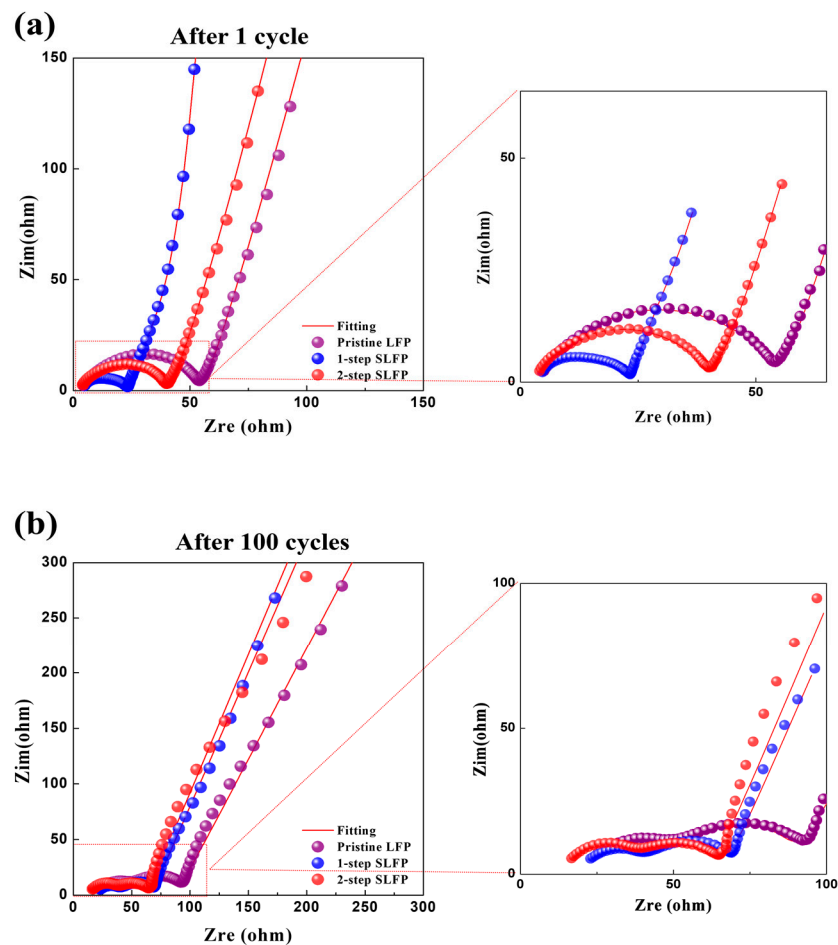 (a)
After 1 cycle
150
100
50
0
0
50
100
150
Zim(ohm)
Zre (ohm)
Fitting
Pristine LFP
1-step SLFP
2-step SLFP
50
0
0
50
Zim(ohm)
Zre (ohm)
(b)
After 100 cycles
300
250
200
150
100
50
0
0
50
100
150
200
250
300
Zim(ohm)
Zre (ohm)
Fitting
Pristine LFP
1-step SLFP
2-step SLFP
100
50
0
0
50
100
Zim(ohm)
Zre (ohm)